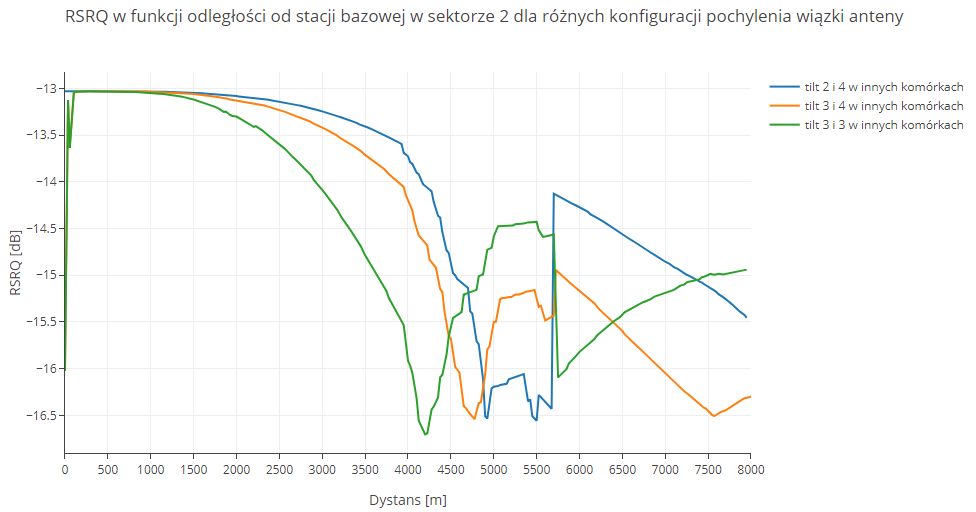 RSRQ w funkcji odległości od stacji bazowej w sektorze 2 dla różnych konfiguracji pochylenia wiązki anteny
tilt 2 i 4 w innych komórkach
tilt 3 i 4 w innych komórkach
tilt 3 i 3 w innych komórkach
RSRQ [dB]
−13
−13.5
−14
−14.5
−15
−15.5
−16
−16.5
0 500 1000 1500 2000 2500 3000 3500 4000 4500 5000 5500 6000 6500 7000 7500 8000
Dystans [m]